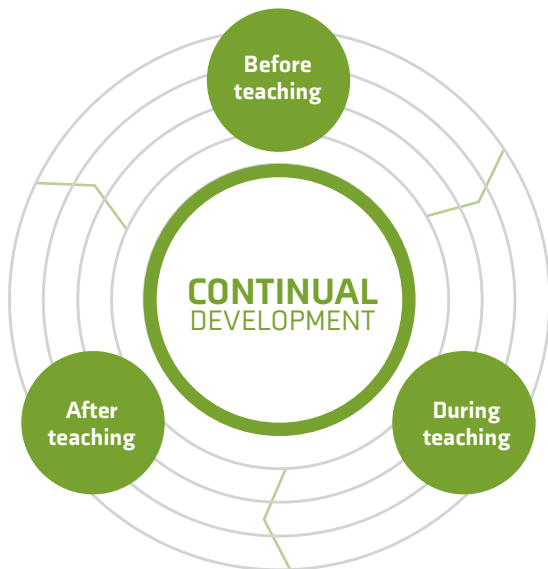 Before
teaching
CONTINUAL
DEVELOPMENT
After
teaching
During
teaching